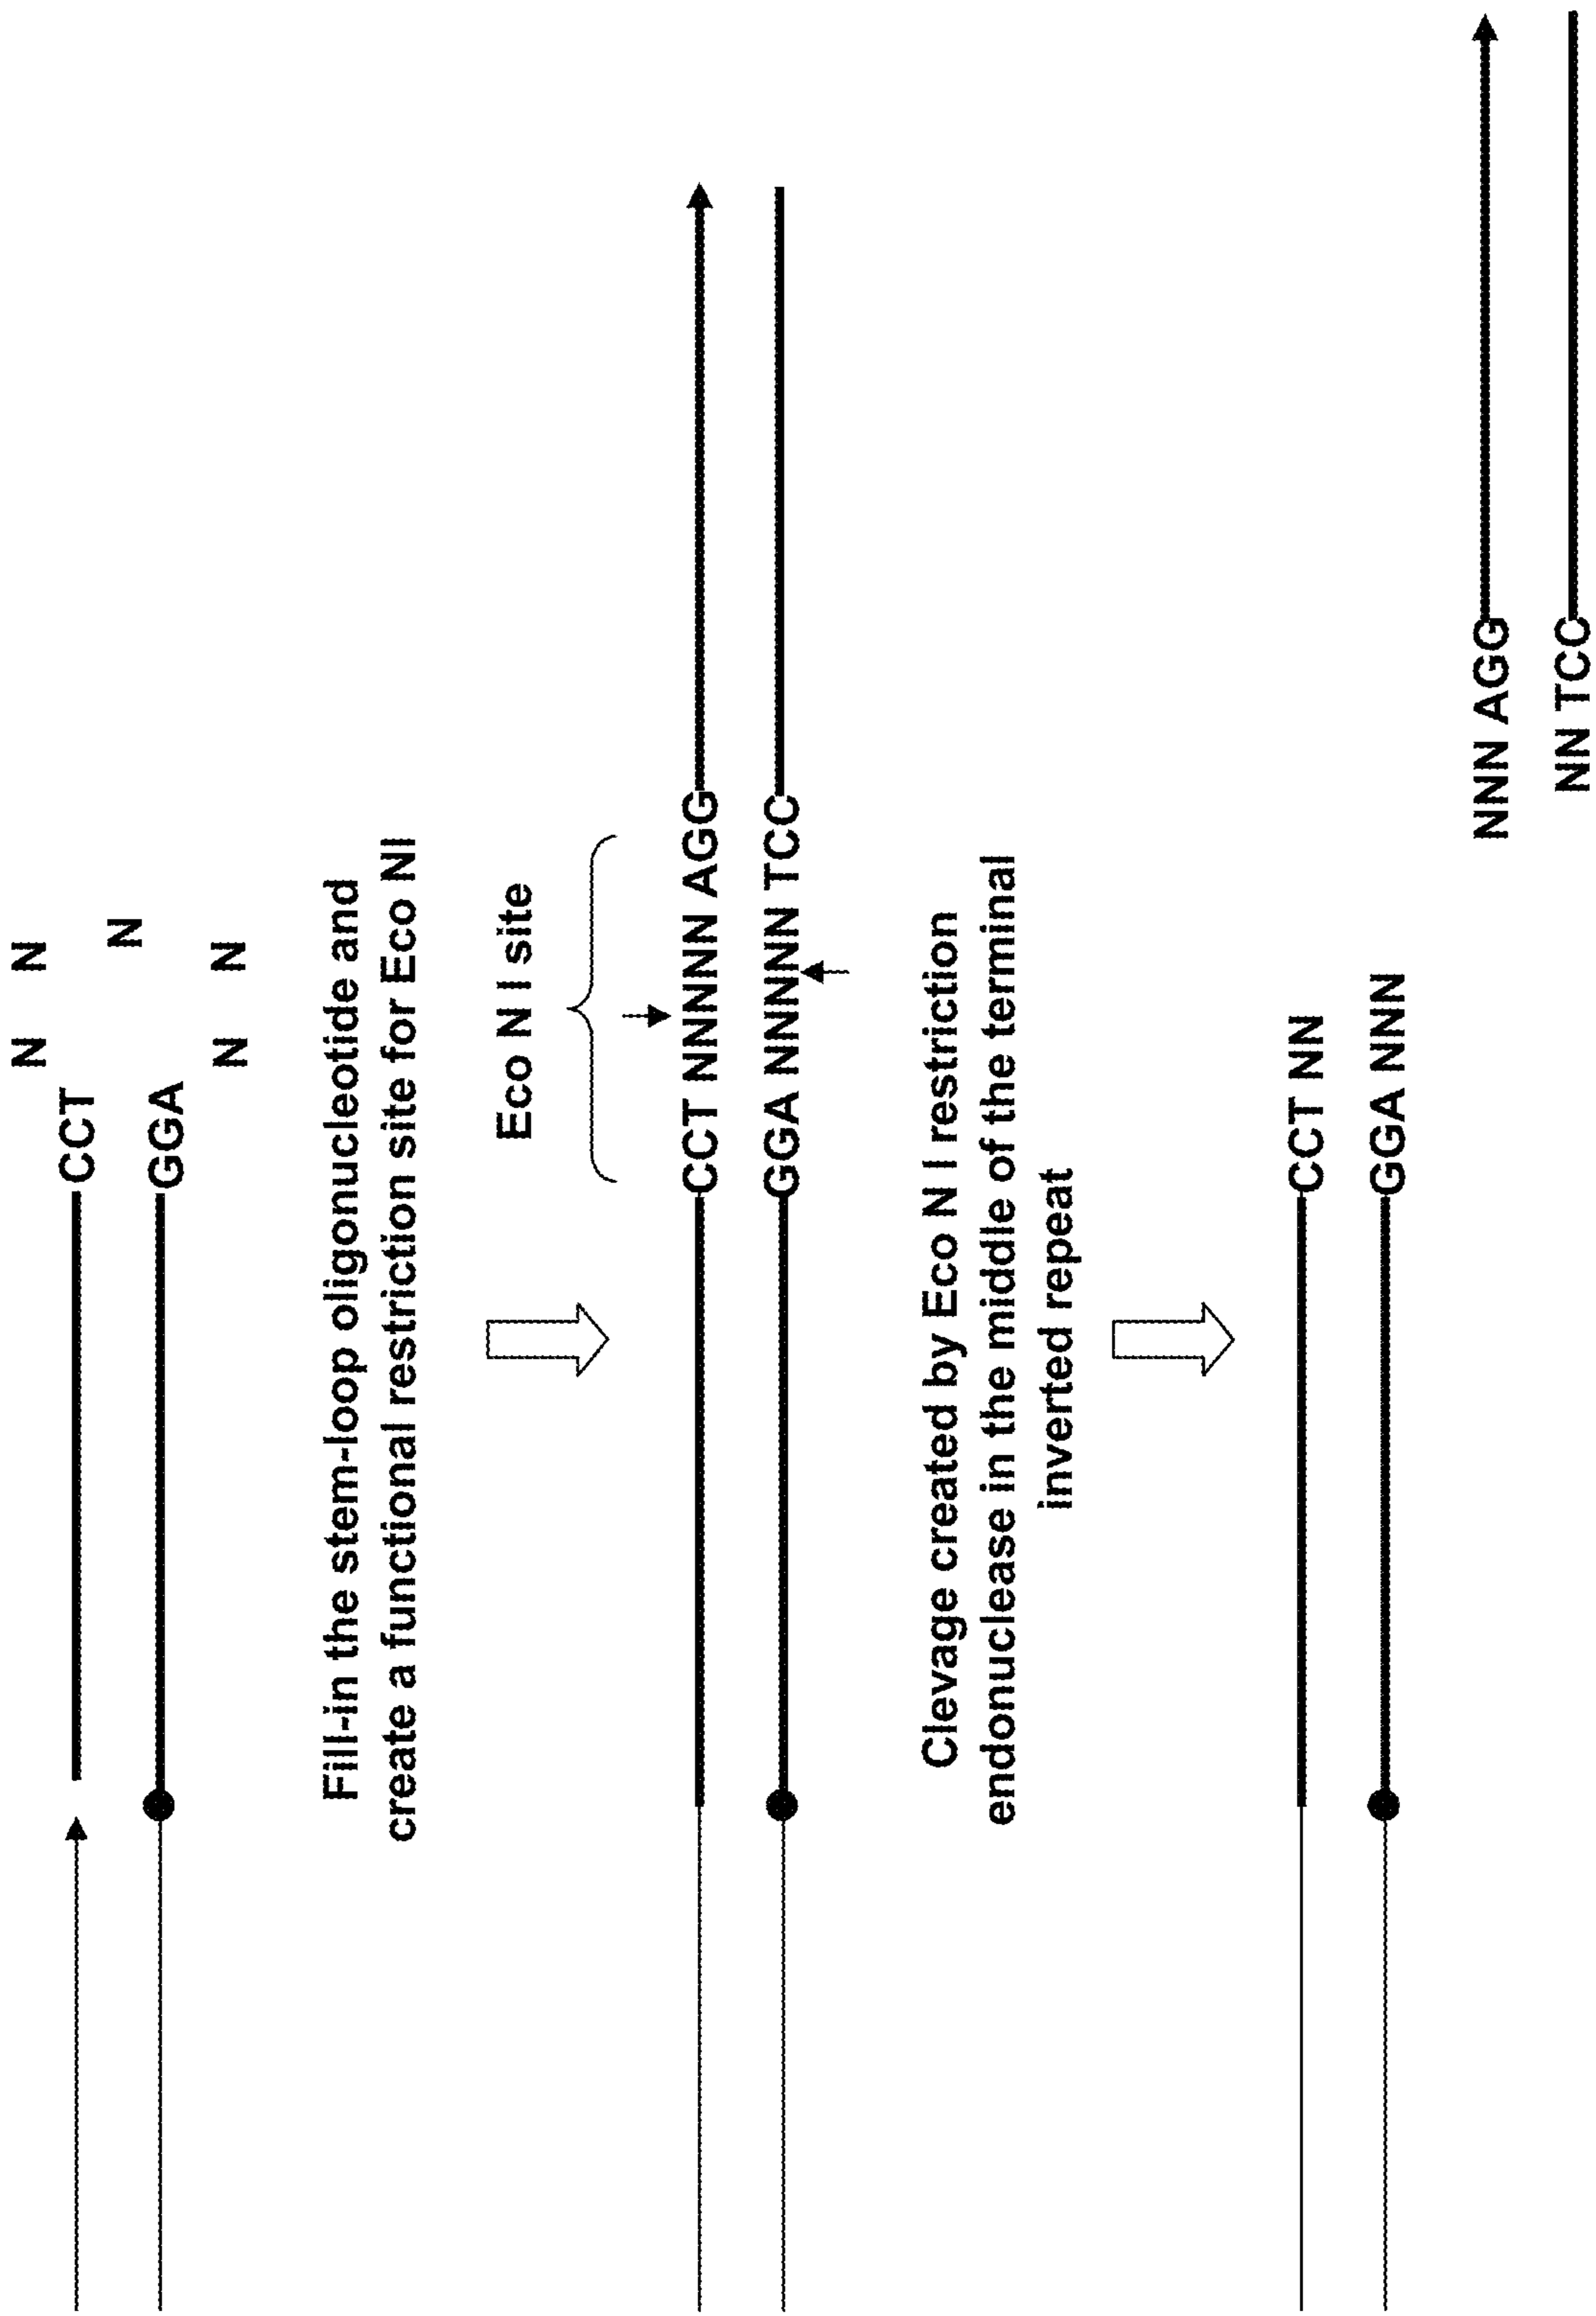 N N
CCT
N
GGA
N N
Fill-in the stem-loop oligonucleotide and
create a functional restriction site for Eco NI
Eco N I site
CCT NNNNN AGG
GGA NNNNN TCC
Clevage created by Eco N I restriction
endonuclease in the middle of the terminal
inverted repeat
CCT NN
GGA NNN
NNN AGG
NN TCC